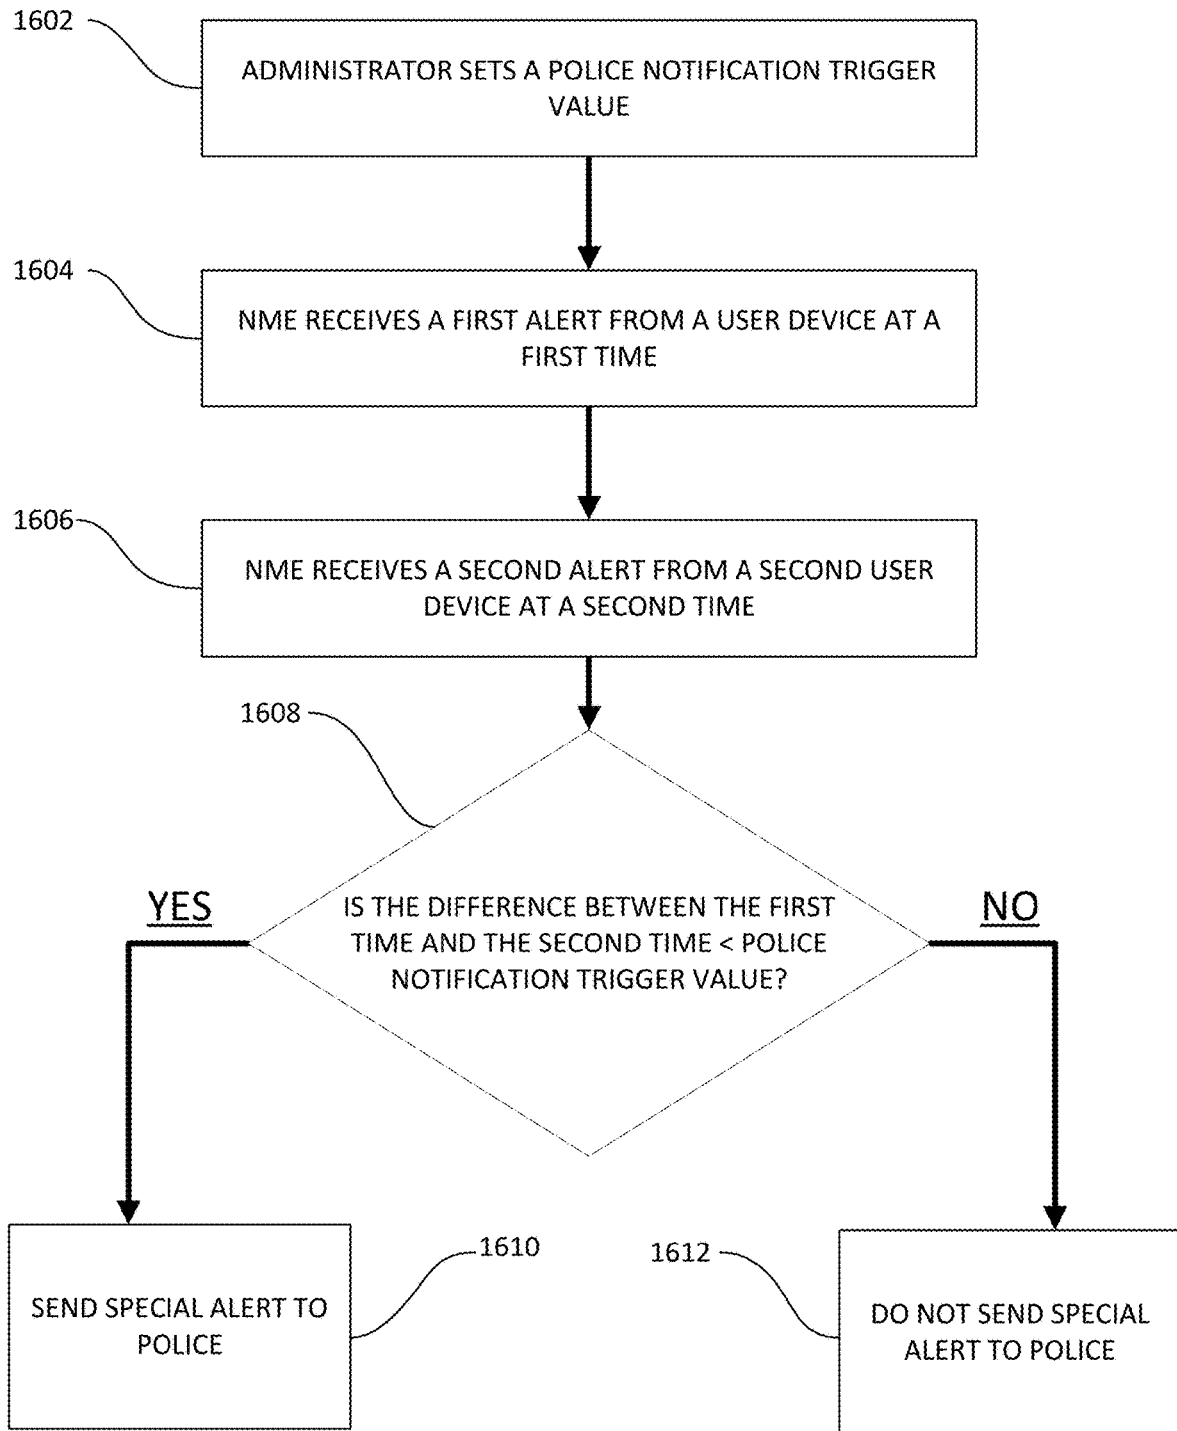 1602
ADMINISTRATOR SETS A POLICE NOTIFICATION TRIGGER
VALUE
1604
NME RECEIVES A FIRST ALERT FROM A USER DEVICE AT A
FIRST TIME
1606
NME RECEIVES A SECOND ALERT FROM A SECOND USER
DEVICE AT A SECOND TIME
1608
YES
NO
IS THE DIFFERENCE BETWEEN THE FIRST
TIME AND THE SECOND TIME < POLICE
NOTIFICATION TRIGGER VALUE?
1610
SEND SPECIAL ALERT TO
POLICE
1612
DO NOT SEND SPECIAL
ALERT TO POLICE